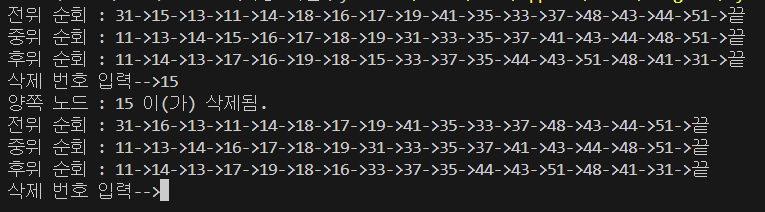 전위 순회 : 31->15->13->11->14->18->16->17->19->41->35->33->37->48->43->44->51->끝
중위 순회 : 11->13->14->15->16->17->18->19->31->33->35->37->41->43->44->48->51->끝
후위 순회 : 11->14->13->17->16->19->18->15->33->37->35->44->43->51->48->41->31->끝
삭제 번호 입력-->15
양쪽 노드 : 15 이(가) 삭제됨.
전위 순회 : 31->16->13->11->14->18->17->19->41->35->33->37->48->43->44->51->끝
중위 순회 : 11->13->14->16->17->18->19->31->33->35->37->41->43->44->48->51->끝
후위 순회 : 11->14->13->17->19->18->16->33->37->35->44->43->51->48->41->31->끝
삭제 번호 입력-->